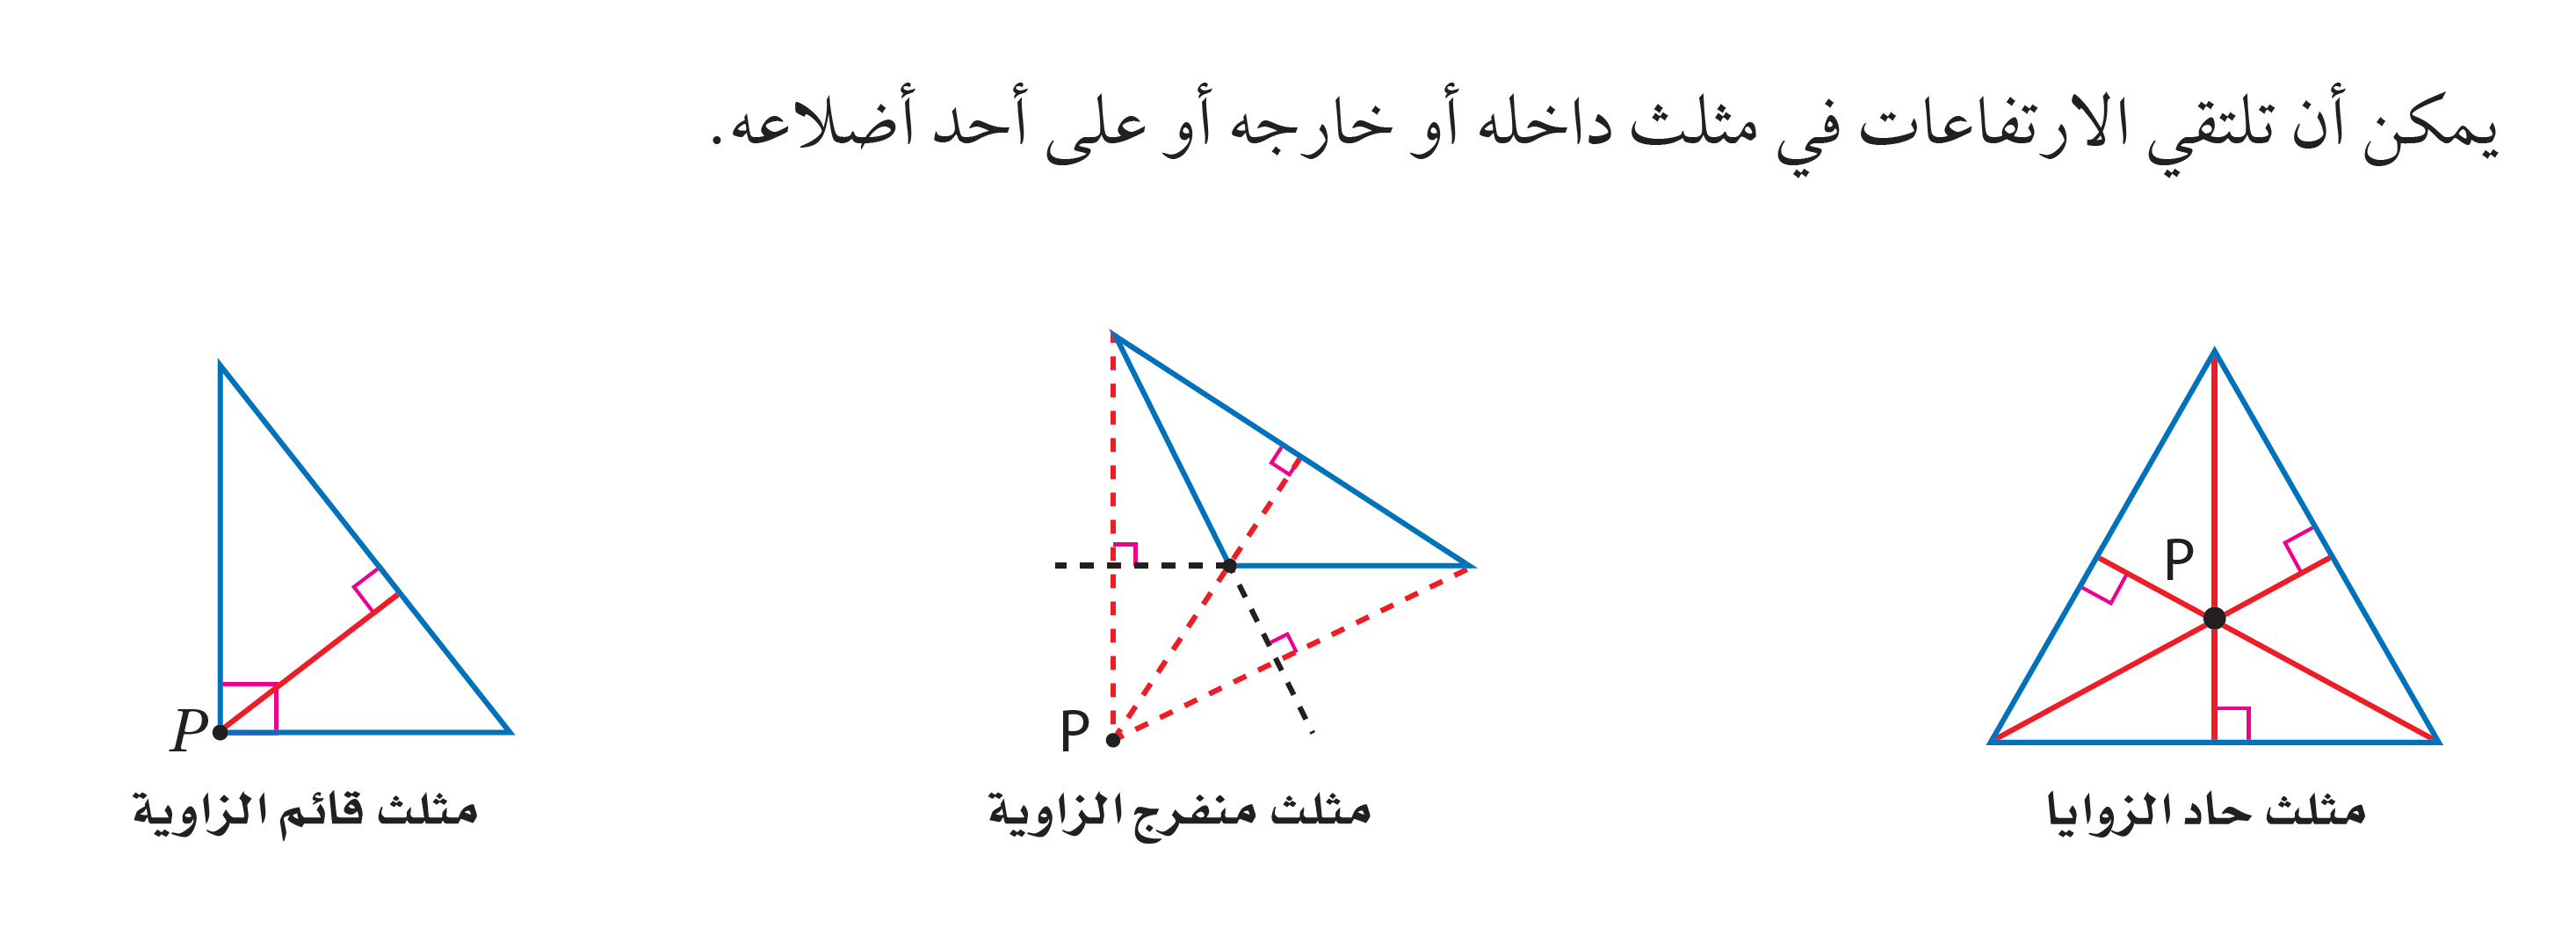 يمكن أن تلتقي الارتفاعات في مثلث داخله أو خارجه أو على أحد أضلاعه.
P
P
P
مثلث حاد الزوايا
مثلث منفرج الزاوية
مثلث قائم الزاوية